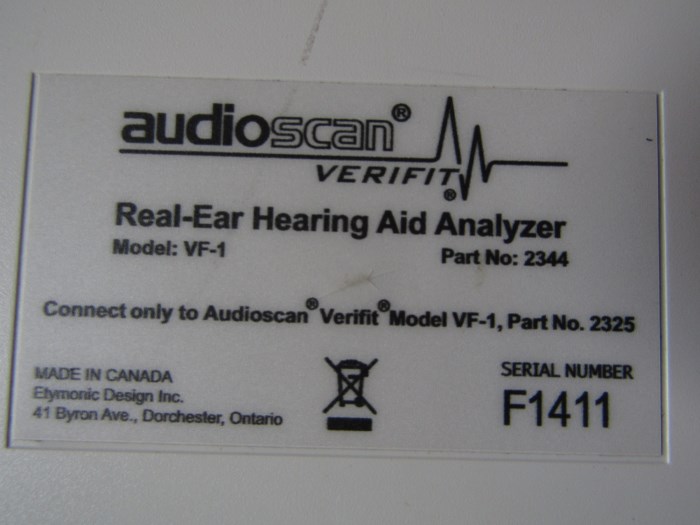 audioscan®
VERIFIT®
Real-Ear Hearing Aid Analyzer
Model: VF-1 Part No: 2344
Connect only to Audioscan® Verifit® Model VF-1, Part No. 2325
MADE IN CANADA
Etymonic Design Inc.
41 Byron Ave., Dorchester, Ontario
SERIAL NUMBER
F1411